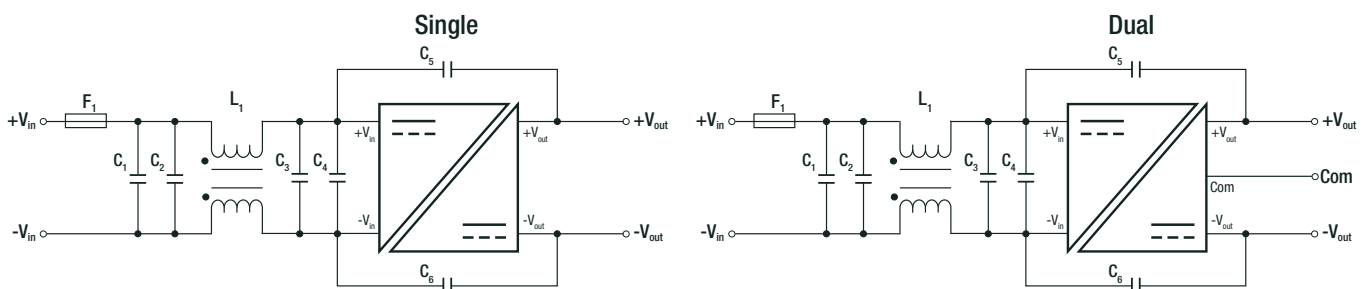 Single
C5
F1
L1
+Vin
+Vin
+Vout
+Vout
C1
C2
C3
C4
-Vin
-Vin
-Vout
-Vout
C6
Dual
C5
F1
L1
+Vin
+Vin
+Vout
+Vout
C1
C2
C3
C4
Com
Com
-Vin
-Vin
-Vout
-Vout
C6